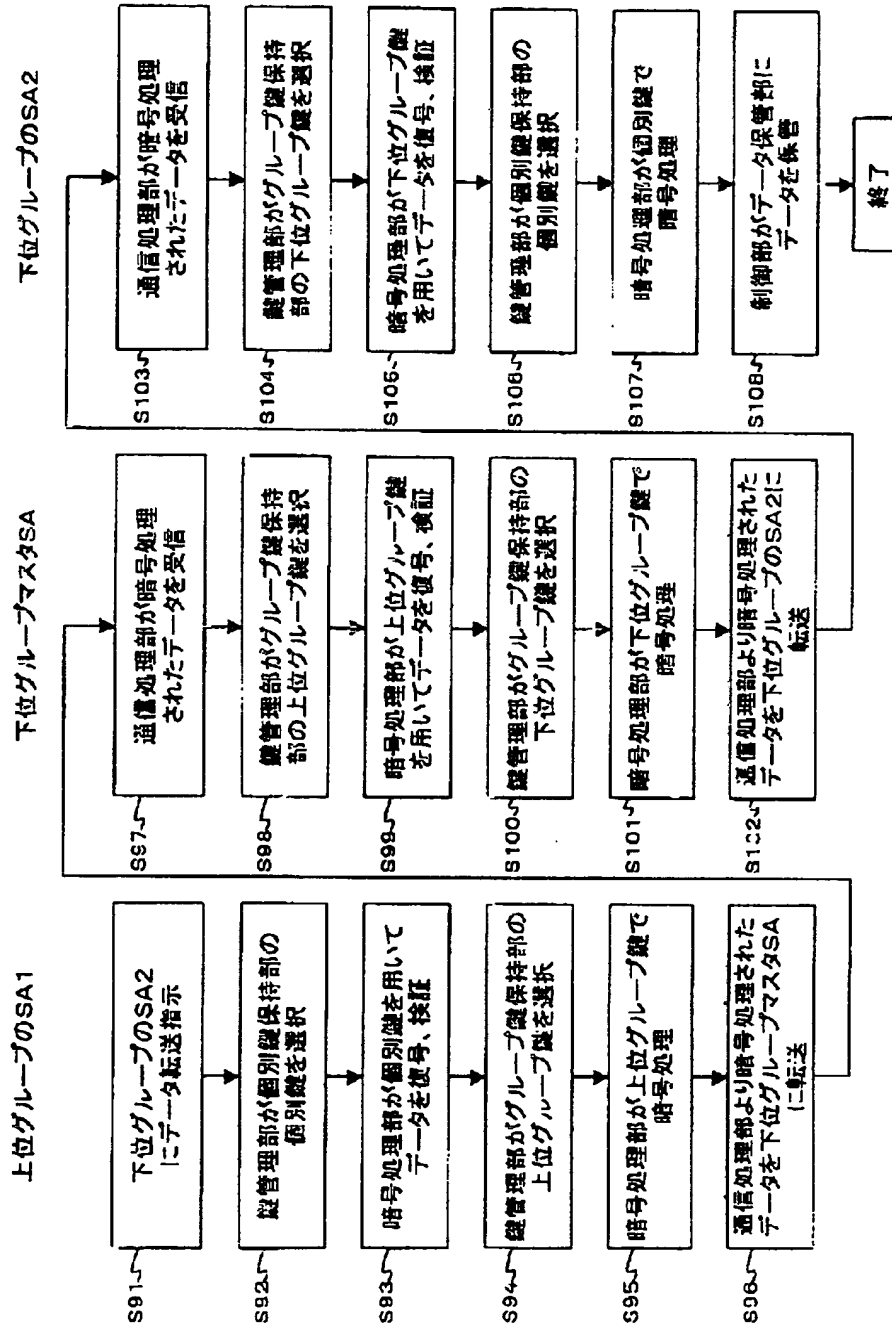 上位グループのSA1
S91
下位グループのSA2
にデータ転送指示
S92
鍵管理部が個別鍵保持部の
個別鍵を選択
S93
暗号処理部が個別鍵を用いて
データを復号、検証
S94
鍵管理部がグループ鍵保持部の
上位グループ鍵を選択
S95
暗号処理部が上位グループ鍵で
暗号処理
S96
通信処理部より暗号処理された
データを下位グループマスタSA
に転送
下位グループマスタSA
S97
通信処理部が暗号処理
されたデータを受信
S98
鍵管理部がグループ鍵保持
部の上位グループ鍵を選択
S99
暗号処理部が上位グループ鍵
を用いてデータを復号、検証
S100
鍵管理部がグループ鍵保持部の
下位グループ鍵を選択
S101
暗号処理部が下位グループ鍵で
暗号処理
S102
通信処理部より暗号処理された
データを下位グループのSA2に
転送
下位グループのSA2
S103
通信処理部が暗号処理
されたデータを受信
S104
鍵管理部がグループ鍵保持
部の下位グループ鍵を選択
S105
暗号処理部が下位グループ鍵
を用いてデータを復号、検証
S106
鍵管理部が個別鍵保持部の
個別鍵を選択
S107
暗号処理部が個別鍵で
暗号処理
S108
制御部がデータ保管部に
データを保管
終了